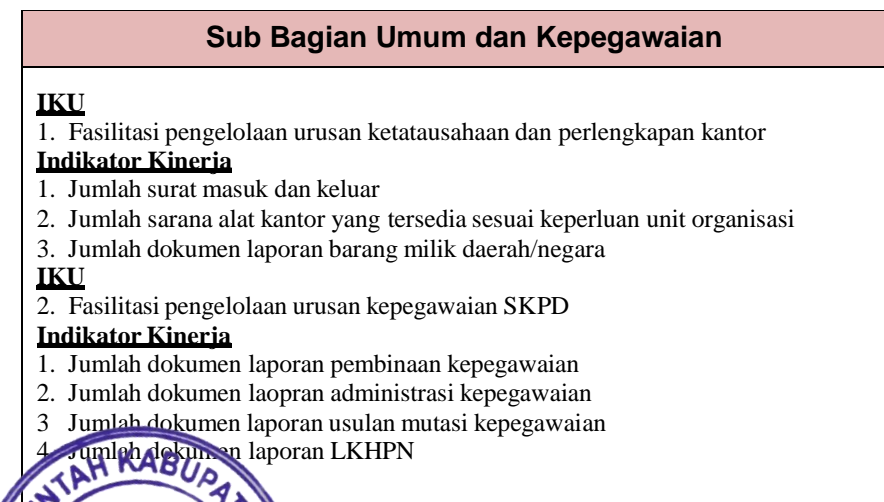 Sub Bagian Umum dan Kepegawaian
IKU
1. Fasilitasi pengelolaan urusan ketatausahaan dan perlengkapan kantor
Indikator Kinerja
1. Jumlah surat masuk dan keluar
2. Jumlah sarana alat kantor yang tersedia sesuai keperluan unit organisasi
3. Jumlah dokumen laporan barang milik daerah/negara
IKU
2. Fasilitasi pengelolaan urusan kepegawaian SKPD
Indikator Kinerja
1. Jumlah dokumen laporan pembinaan kepegawaian
2. Jumlah dokumen laopran administrasi kepegawaian
3 Jumlah dokumen laporan usulan mutasi kepegawaian
4 Jumlah dokumen laporan LKHPN